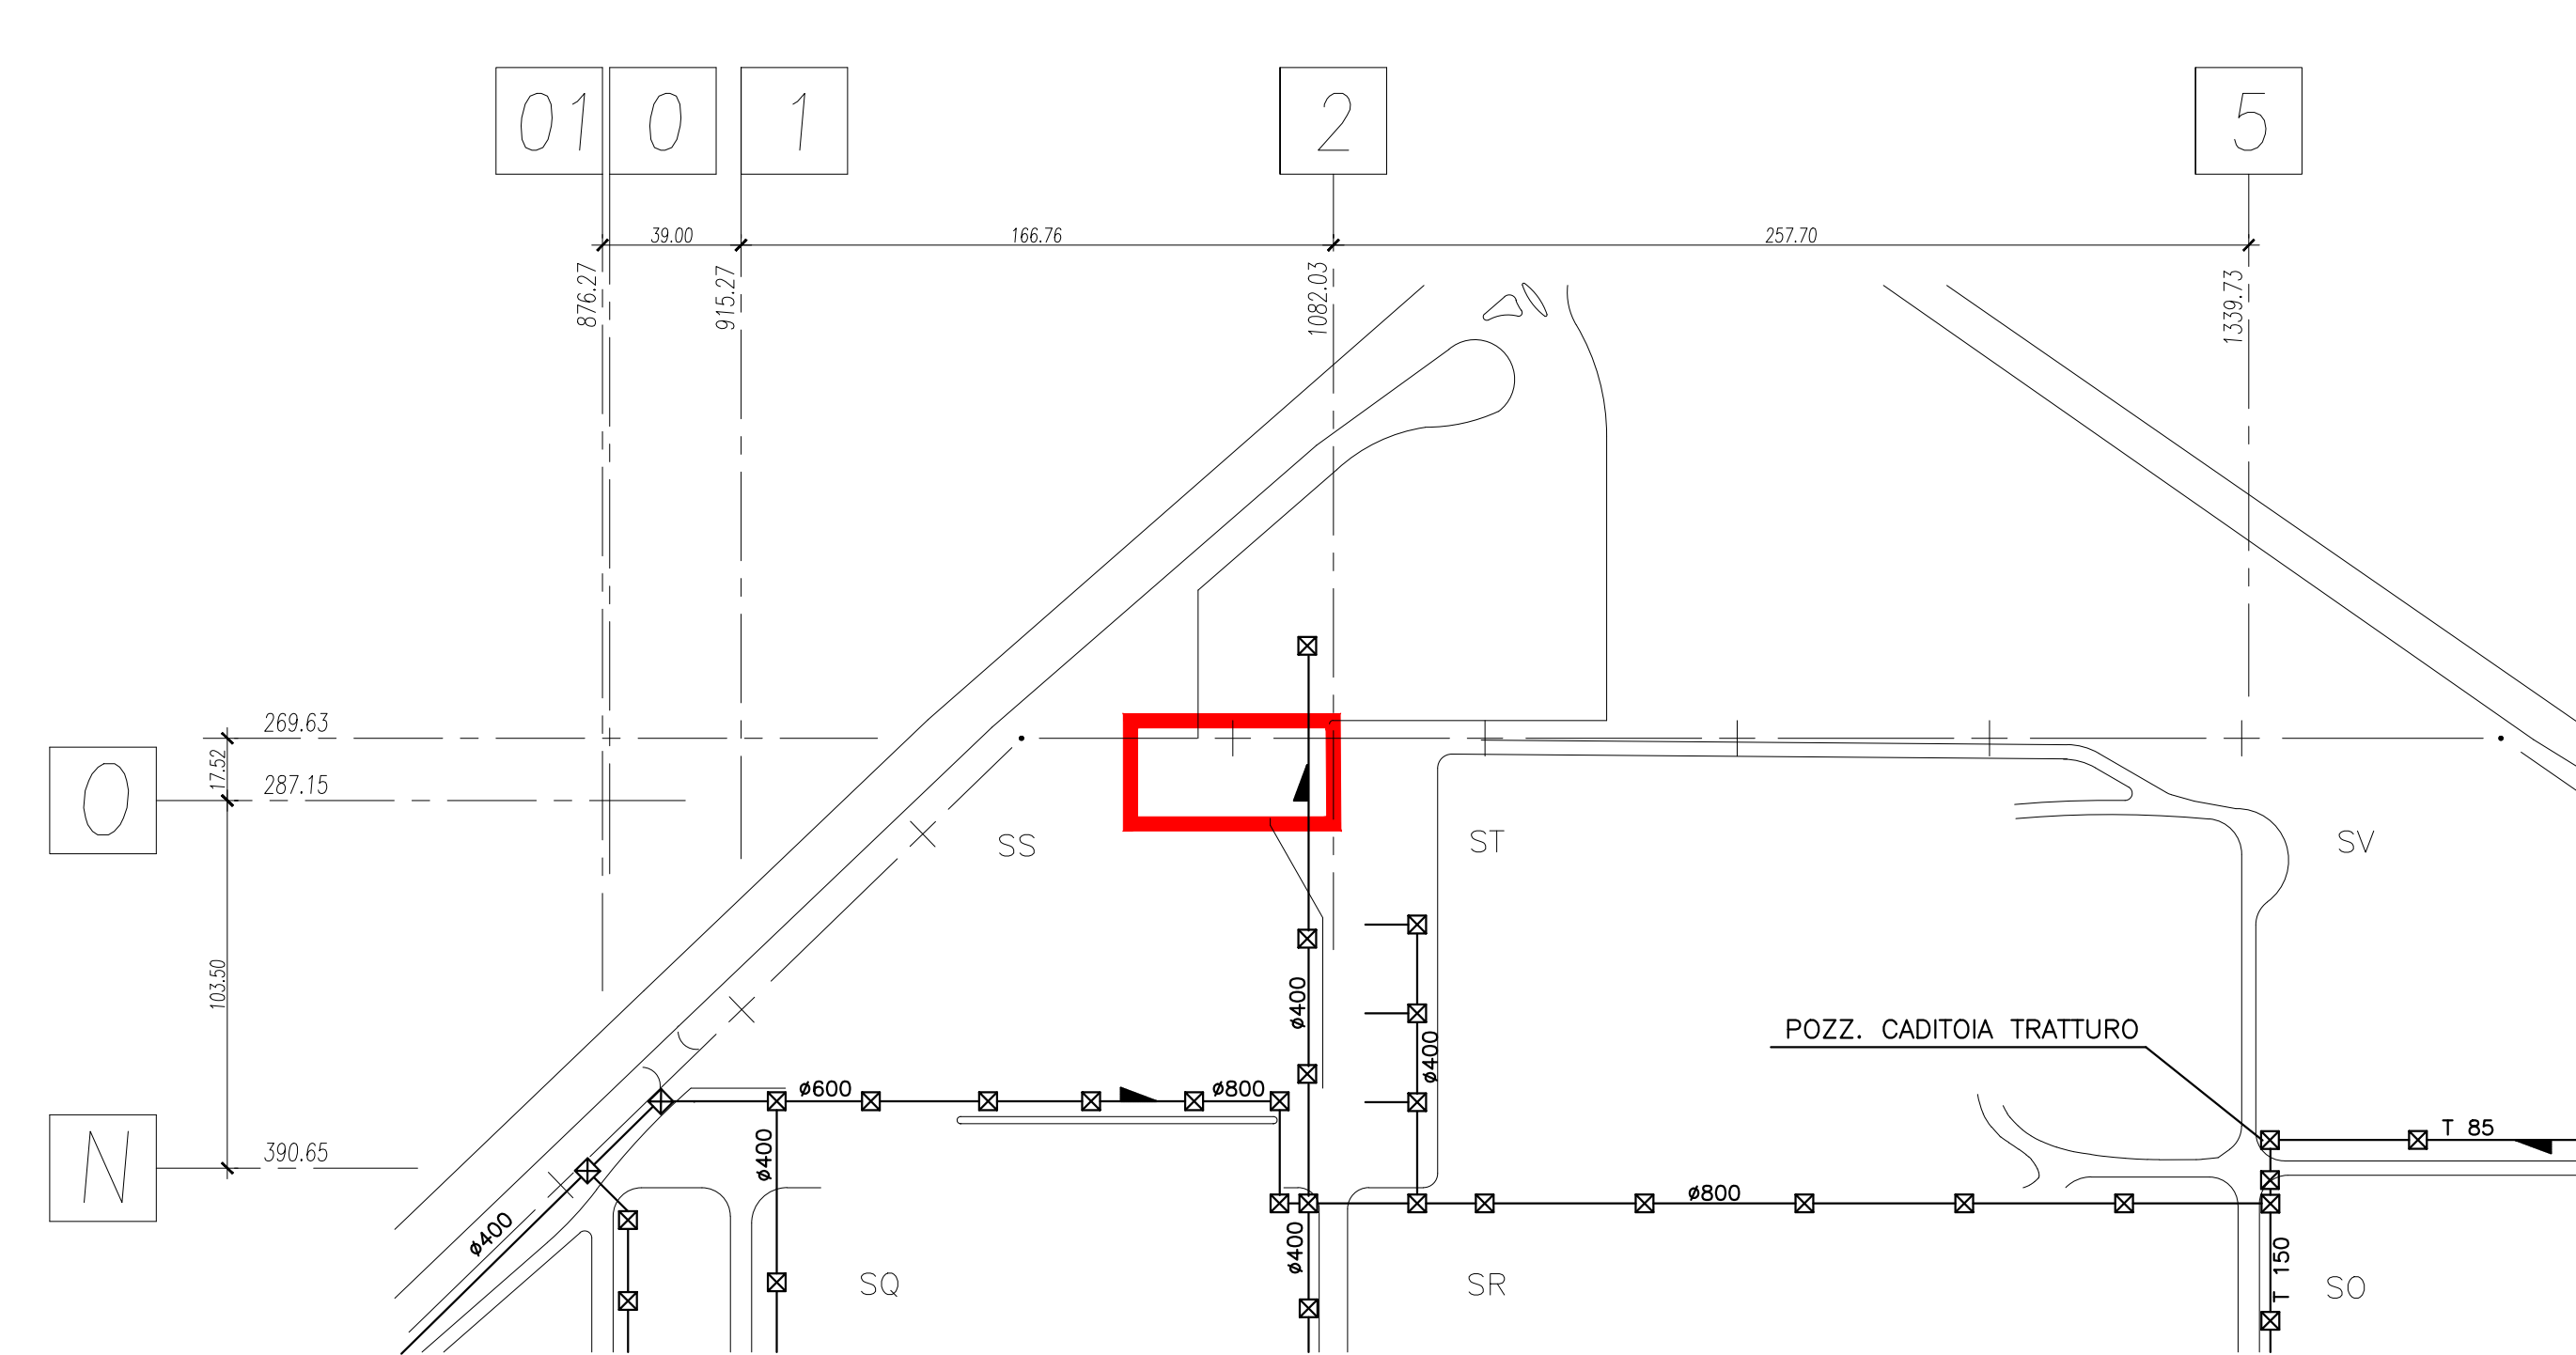 01 0 1 2 5
39.00 166.76 257.70
876.27 915.27 1082.03 1339.73
269.63
17.52
O 287.15
SS ST SV
103.50
ø400
POZZ. CADITOIA TRATTURO
ø400
ø600 ø800
T 85
N 390.65
ø400
ø800
ø400 ø400
T 150
SQ SR SO